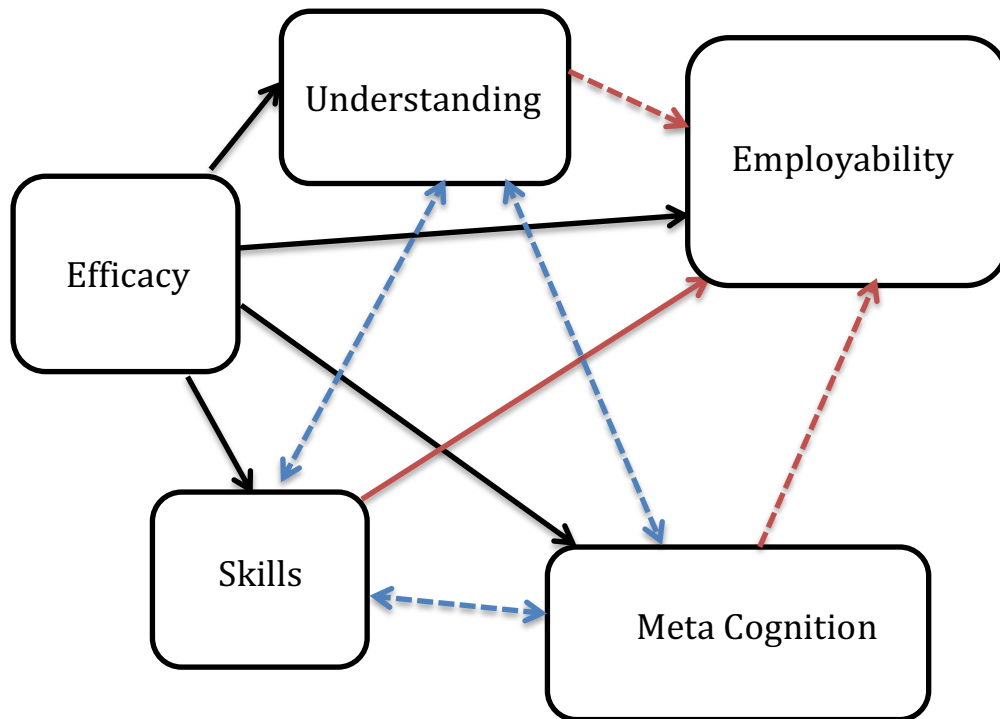 Understanding
Employability
Efficacy
Skills
Meta Cognition